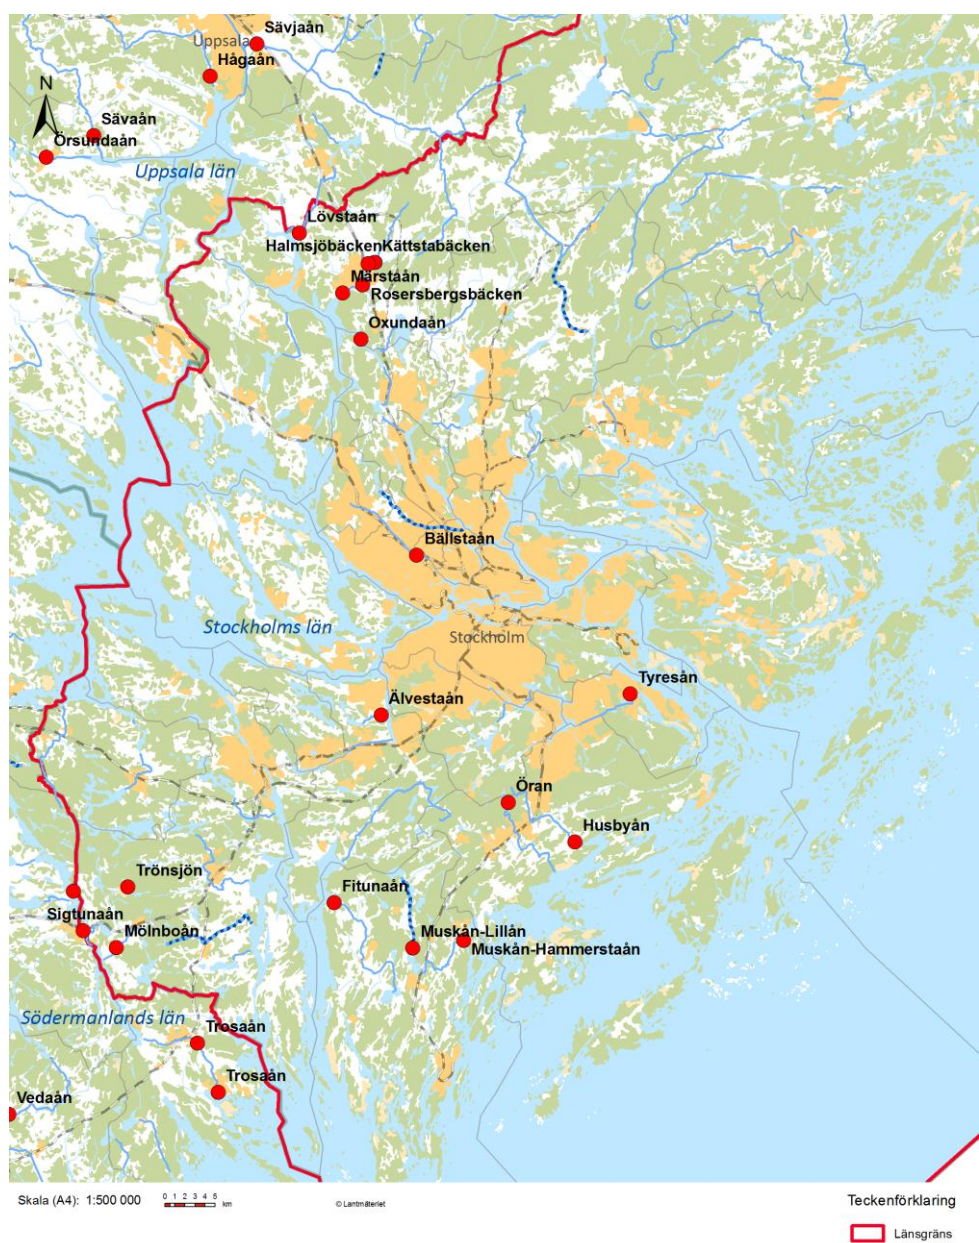 Sävjaån
Uppsala
Hågaån
N
Sävaån
Örsundaån
Uppsala län
Lövstaån
Halmsjöbäcken
Kättstabäcken
Märstaån
Rosersbergsbäcken
Oxundaån
Bällstaån
Stockholms län
Stockholm
Tyresån
Älvestaån
Öran
Husbyån
Trönsjön
Fitunaån
Sigtunaån
Mölnboån
Muskån-Lillån
Muskån-Hammerstaån
Södermanlands län
Trosaån
Trosaån
Vedaån
Skala (A4): 1:500 000
0 1 2 3 4 5
km
© Lantmäteriet
Teckenförklaring
Länsgräns